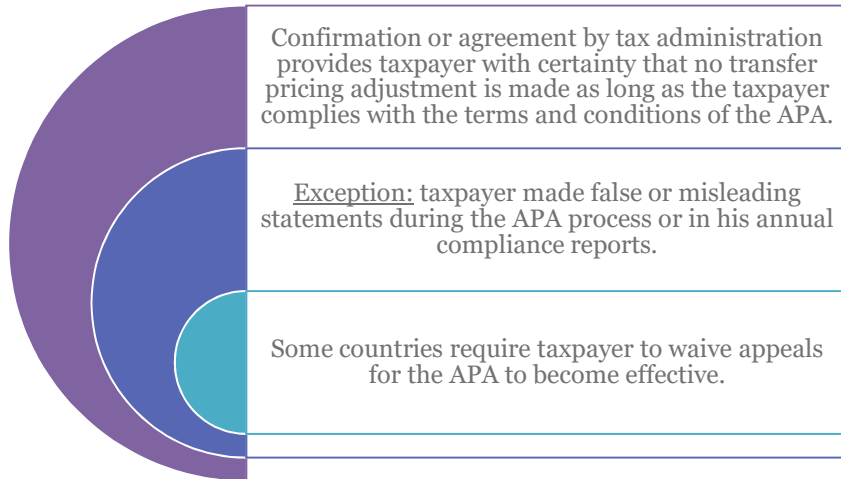 Confirmation or agreement by tax administration
provides taxpayer with certainty that no transfer
pricing adjustment is made as long as the taxpayer
complies with the terms and conditions of the APA.
Exception: taxpayer made false or misleading
statements during the APA process or in his annual
compliance reports.
Some countries require taxpayer to waive appeals
for the APA to become effective.